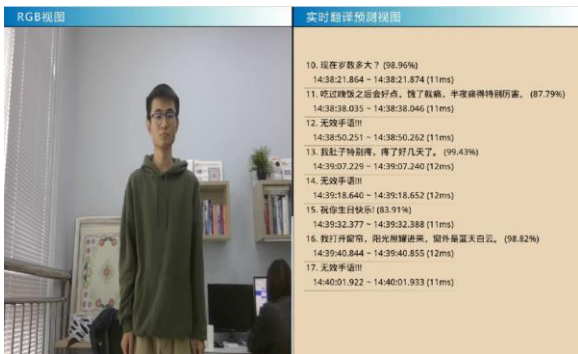 RGB视图
实时翻译预测视图
10. 现在岁数多大？(98.96%)
14:38:21.864 ~ 14:38:21.874 (11ms)
11. 吃过晚饭之后会好点，饿了就痛，半夜痛得特别厉害。 (87.79%)
14:38:38.035 ~ 14:38:38.046 (11ms)
12. 无效手语!!!
14:38:50.251 ~ 14:38:50.262 (11ms)
13. 我肚子特别疼，疼了好几天了。 (99.43%)
14:39:07.229 ~ 14:39:07.240 (12ms)
14. 无效手语!!!
14:39:18.640 ~ 14:39:18.652 (12ms)
15. 祝你生日快乐! (83.91%)
14:39:32.377 ~ 14:39:32.388 (11ms)
16. 我打开窗帘，阳光照耀进来，窗外是蓝天白云。 (98.82%)
14:39:40.844 ~ 14:39:40.855 (12ms)
17. 无效手语!!!
14:40:01.922 ~ 14:40:01.933 (11ms)